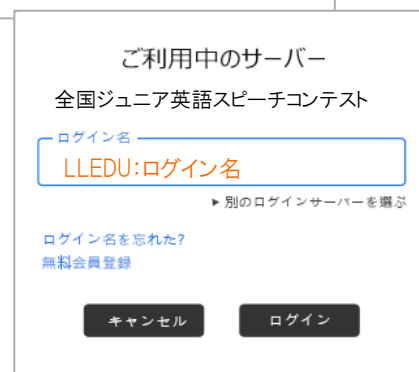 ご利用中のサーバー
全国ジュニア英語スピーチコンテスト
ログイン名
LLEDU:ログイン名
▶ 別のログインサーバーを選ぶ
ログイン名を忘れた?
無料会員登録
キャンセル
ログイン